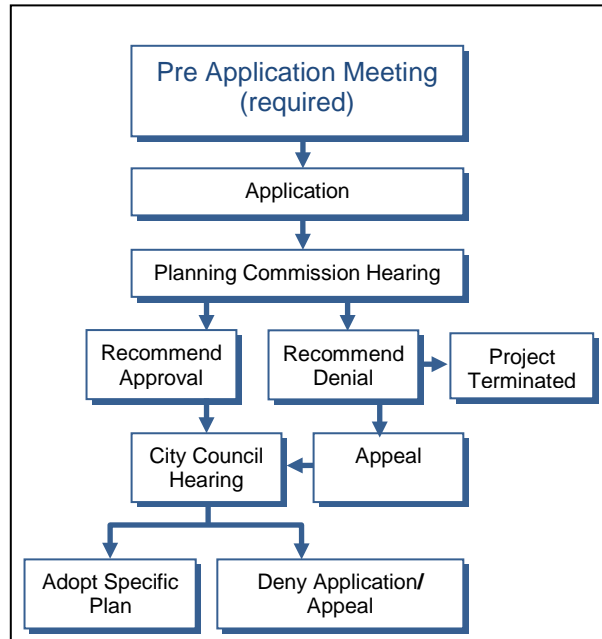 Pre Application Meeting
(required)
Application
Planning Commission Hearing
Recommend
Approval
Recommend
Denial
Project
Terminated
City Council
Hearing
Appeal
Adopt Specific
Plan
Deny Application/
Appeal